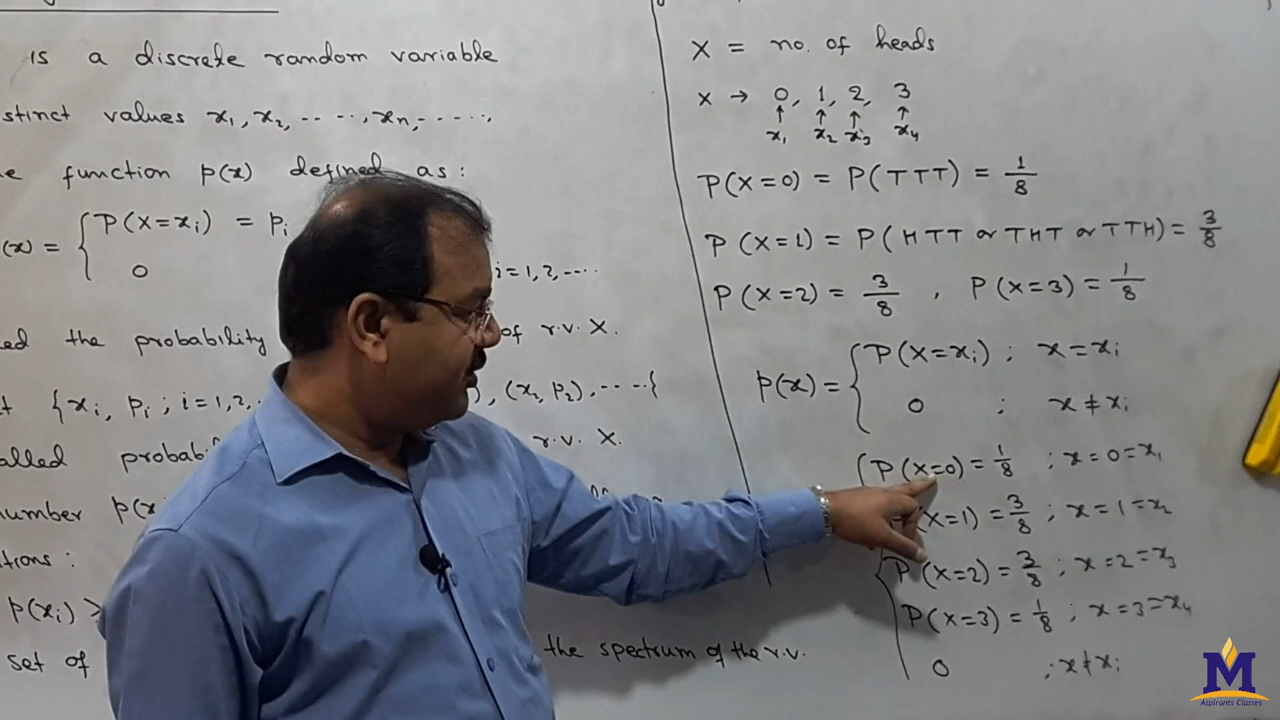 is a discrete random variable
stinct values x₁, x₂, - - - -, xₙ, - - - - -,
e function p(x) defined as:
(x) = { P(X=xᵢ) = pᵢ
0 i = 1, 2, ....
ed the probability of r.v. X.
{xᵢ, pᵢ ; i=1, 2, ), (x₂, p₂), - - - {
alled r.v. X.
number
tions :
p(xᵢ) >
set of the spectrum of the r.v.
X = no. of heads
X → 0, 1, 2, 3
↑ ↑ ↑ ↑
x₁ x₂ x₃ x₄
P(X=0) = P(TTT) = 1/8
P(X=1) = P(HTT or THT or TTH) = 3/8
P(X=2) = 3/8 , P(X=3) = 1/8
p(x) = { P(X=xᵢ) ; x = xᵢ
0 ; x ≠ xᵢ
P(X=0) = 1/8 ; x = 0 = x₁
X=1) = 3/8 ; x = 1 = x₂
P(X=2) = 3/8 ; x = 2 = x₃
P(X=3) = 1/8 ; x = 3 = x₄
0 ; x ≠ xᵢ
M
Aspirants Classes